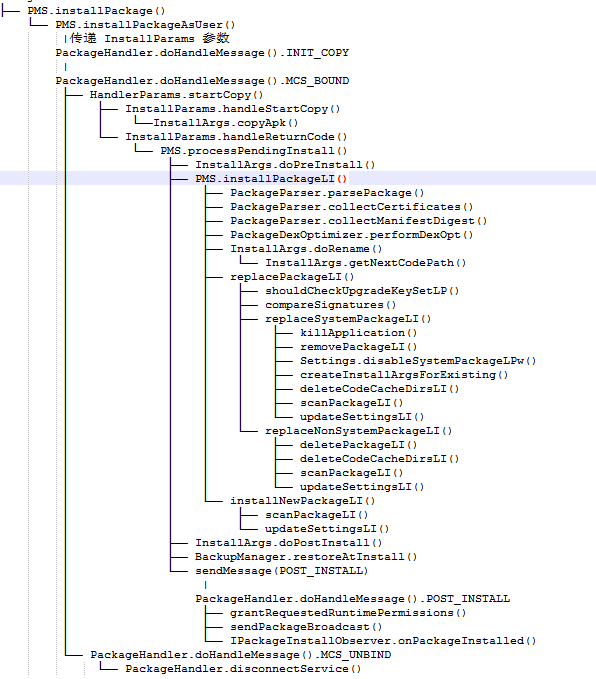 PMS.installPackage()
PMS.installPackageAsUser()
传递 InstallParams 参数
PackageHandler.doHandleMessage().INIT_COPY
PackageHandler.doHandleMessage().MCS_BOUND
HandlerParams.startCopy()
InstallParams.handleStartCopy()
InstallArgs.copyApk()
InstallParams.handleReturnCode()
PMS.processPendingInstall()
InstallArgs.doPreInstall()
PMS.installPackageLI()
PackageParser.parsePackage()
PackageParser.collectCertificates()
PackageParser.collectManifestDigest()
PackageDexOptimizer.performDexOpt()
InstallArgs.doRename()
InstallArgs.getNextCodePath()
replacePackageLI()
shouldCheckUpgradeKeySetLP()
compareSignatures()
replaceSystemPackageLI()
killApplication()
removePackageLI()
Settings.disableSystemPackageLPw()
createInstallArgsForExisting()
deleteCodeCacheDirsLI()
scanPackageLI()
updateSettingsLI()
replaceNonSystemPackageLI()
deletePackageLI()
deleteCodeCacheDirsLI()
scanPackageLI()
updateSettingsLI()
installNewPackageLI()
scanPackageLI()
updateSettingsLI()
InstallArgs.doPostInstall()
BackupManager.restoreAtInstall()
sendMessage(POST_INSTALL)
PackageHandler.doHandleMessage().POST_INSTALL
grantRequestedRuntimePermissions()
sendPackageBroadcast()
IPackageInstallObserver.onPackageInstalled()
PackageHandler.doHandleMessage().MCS_UNBIND
PackageHandler.disconnectService()